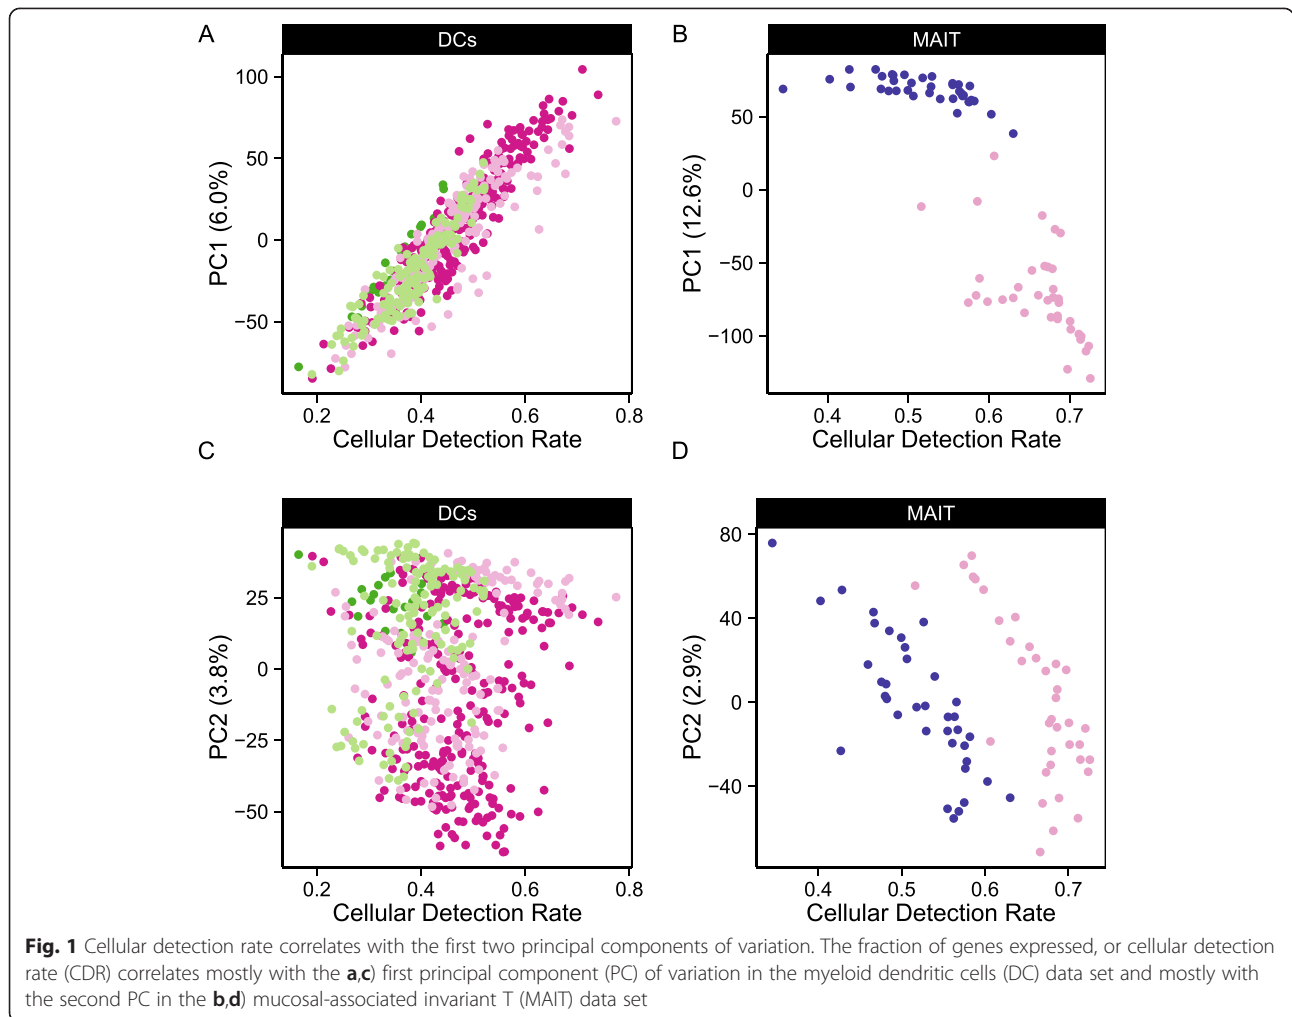 A
DCs
100
50
0
−50
PC1 (6.0%)
0.2 0.4 0.6 0.8
Cellular Detection Rate
B
MAIT
50
0
−50
−100
PC1 (12.6%)
0.4 0.5 0.6 0.7
Cellular Detection Rate
C
DCs
25
0
−25
−50
PC2 (3.8%)
0.2 0.4 0.6 0.8
Cellular Detection Rate
D
MAIT
80
40
0
−40
PC2 (2.9%)
0.4 0.5 0.6 0.7
Cellular Detection Rate
Fig. 1 Cellular detection rate correlates with the first two principal components of variation. The fraction of genes expressed, or cellular detection
rate (CDR) correlates mostly with the a,c) first principal component (PC) of variation in the myeloid dendritic cells (DC) data set and mostly with
the second PC in the b,d) mucosal-associated invariant T (MAIT) data set